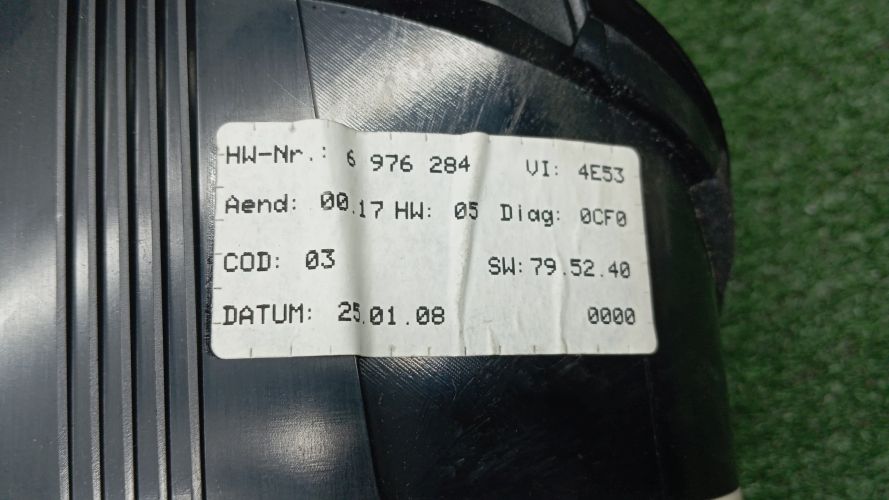 HW-Nr.: 6 976 284 VI: 4E53
Aend: 00.17 HW: 05 Diag: 0CF0
COD: 03 SW: 79.52.40
DATUM: 25.01.08 0000